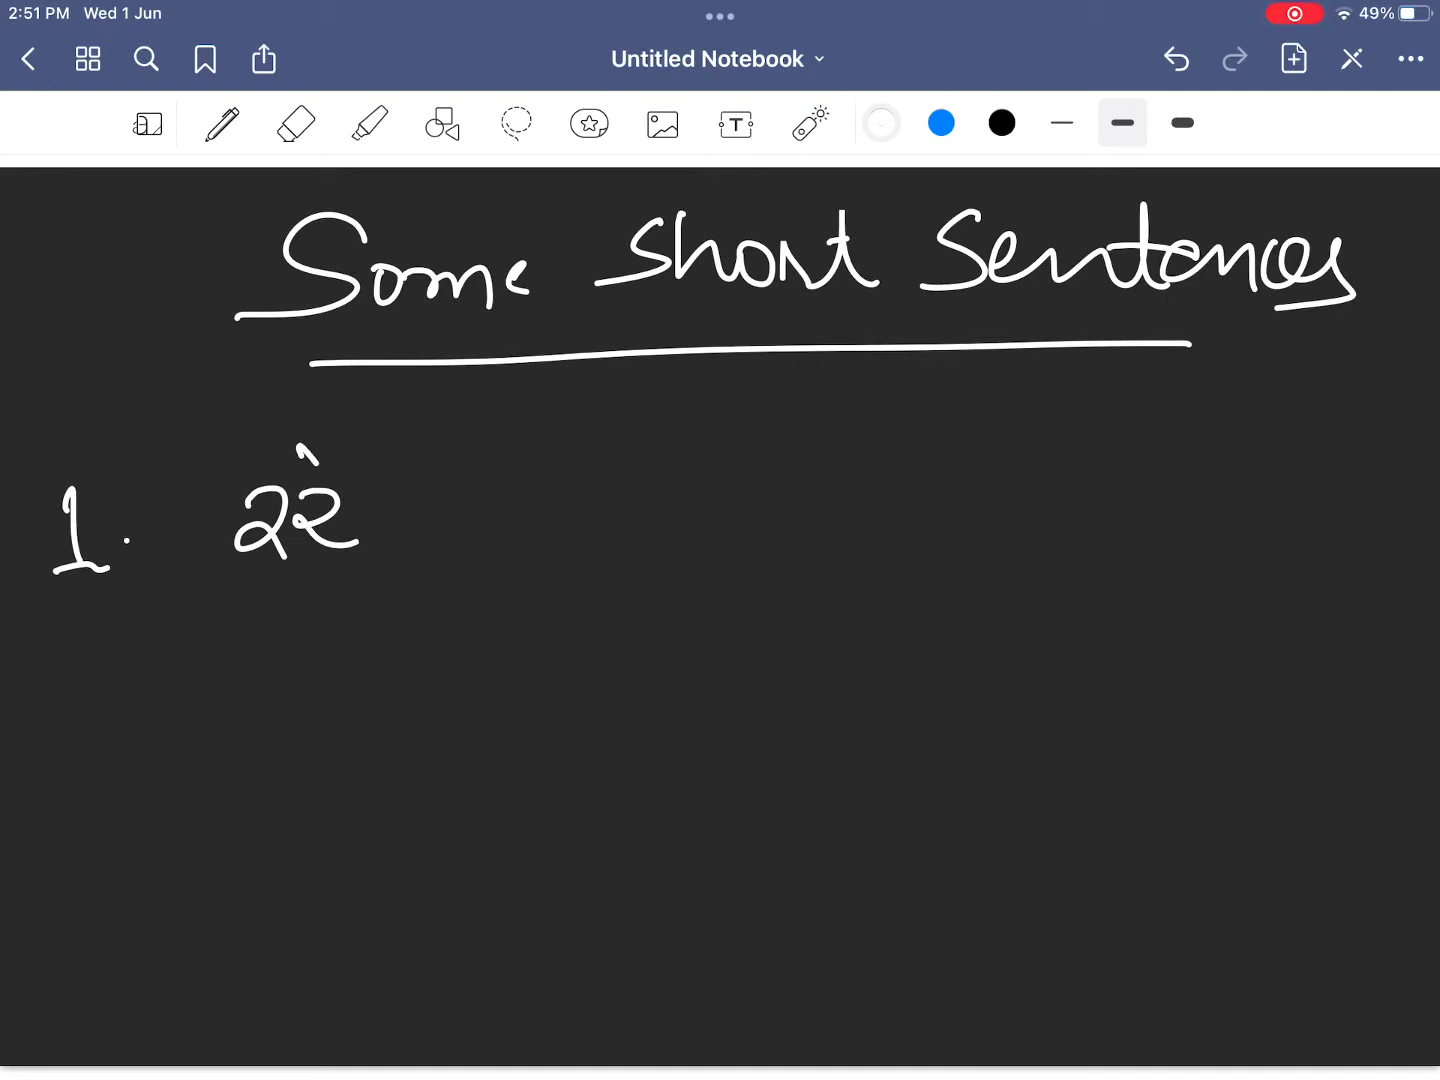 2:51 PM Wed 1 Jun
49%
Untitled Notebook
T
Some Short Sentences
1.